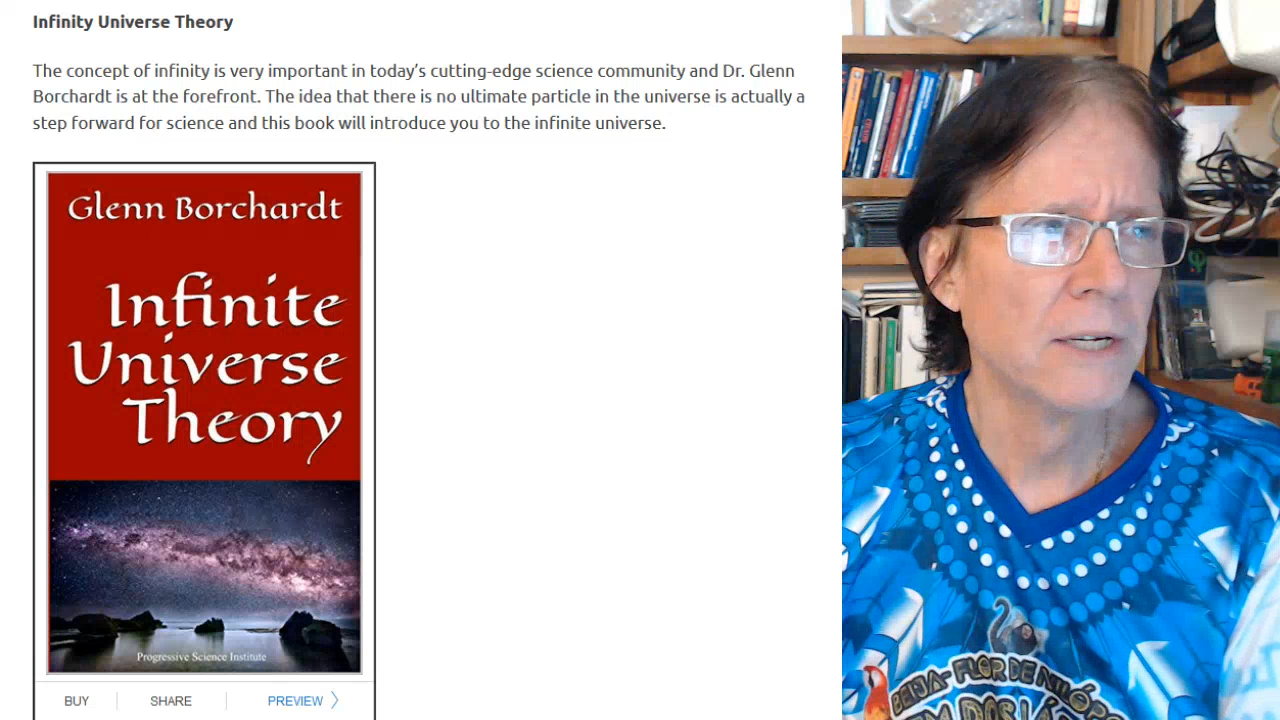 Infinity Universe Theory
The concept of infinity is very important in today’s cutting-edge science community and Dr. Glenn
Borchardt is at the forefront. The idea that there is no ultimate particle in the universe is actually a
step forward for science and this book will introduce you to the infinite universe.
Glenn Borchardt
Infinite
Universe
Theory
Progressive Science Institute
BUY
SHARE
PREVIEW
BEIJA-FLOR DE